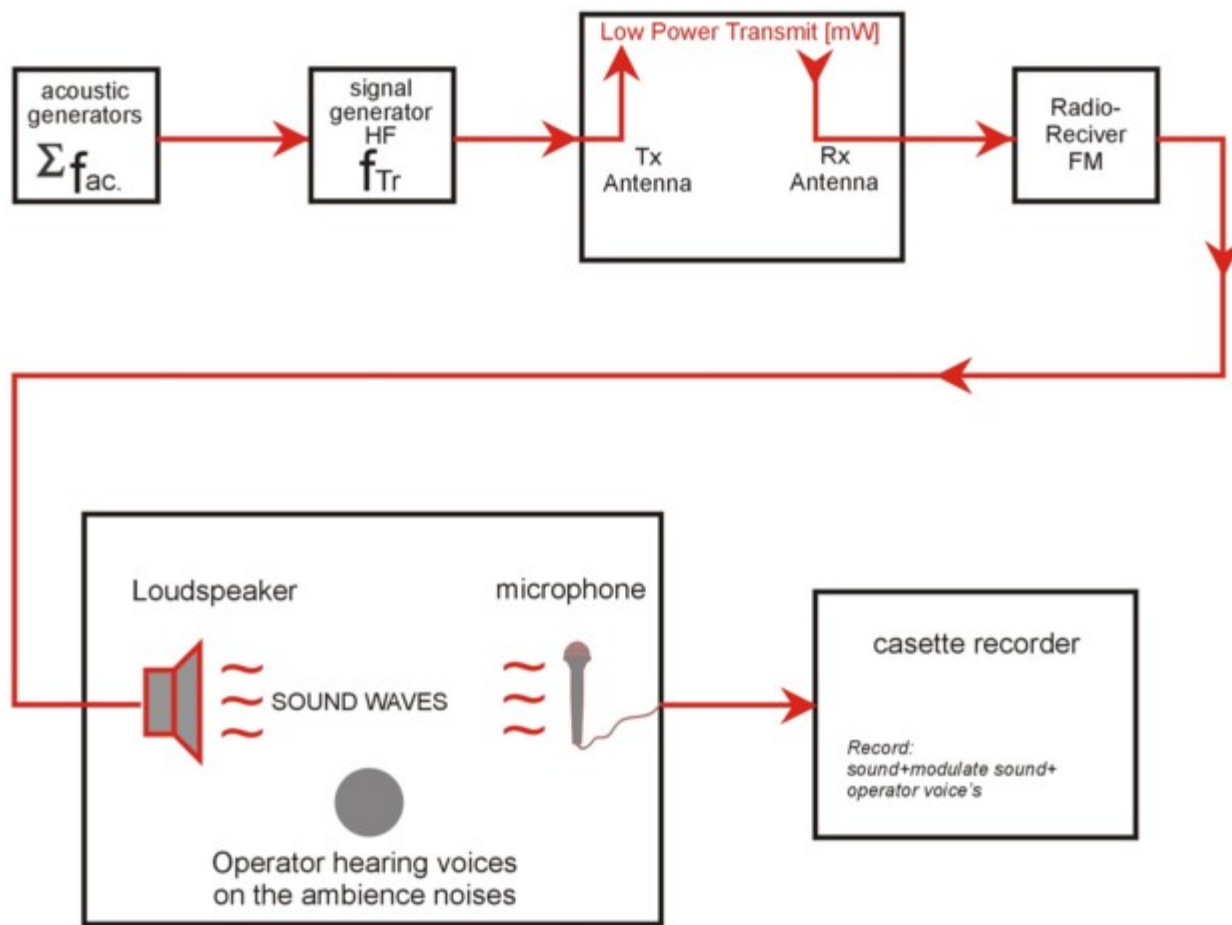 Low Power Transmit [mW]
acoustic
generators
Σ fac.
signal
generator
HF
fTr
Tx
Antenna
Rx
Antenna
Radio-
Reciver
FM
Loudspeaker
microphone
SOUND WAVES
Operator hearing voices
on the ambience noises
casette recorder
Record:
sound+modulate sound+
operator voice's